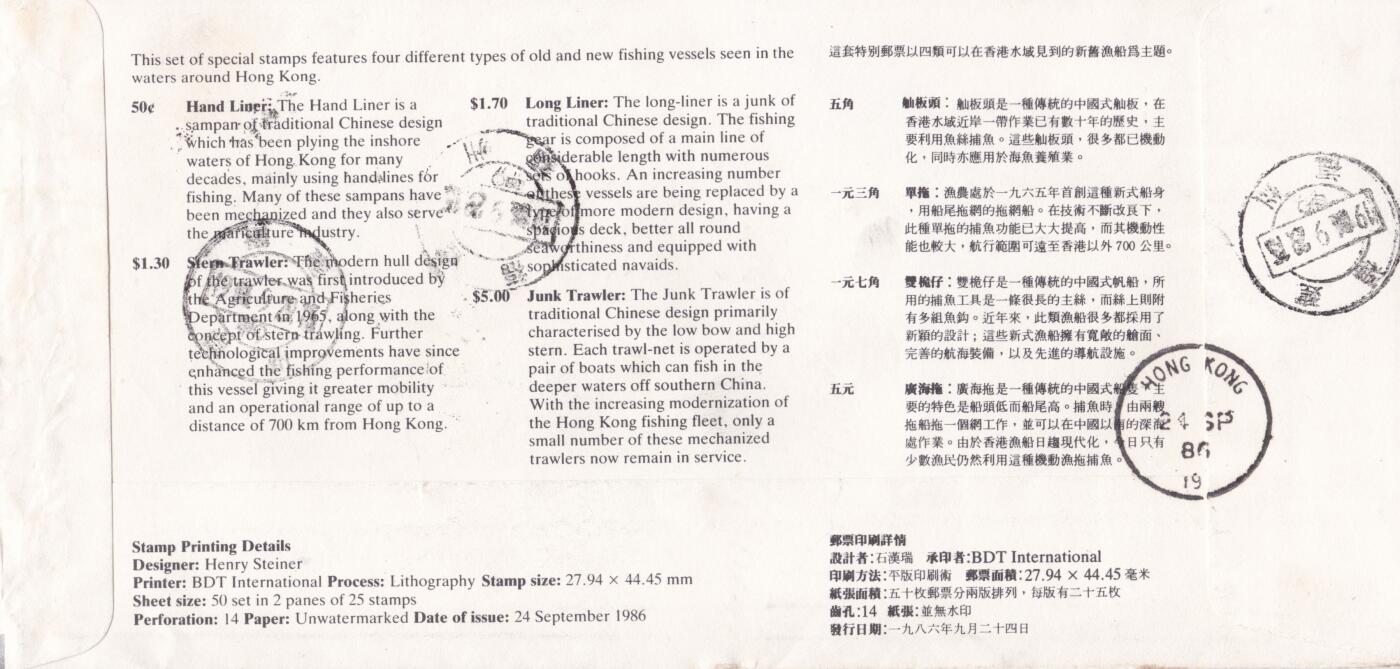 This set of special stamps features four different types of old and new fishing vessels seen in the
waters around Hong Kong.
50¢ Hand Liner: The Hand Liner is a
sampan of traditional Chinese design
which has been plying the inshore
waters of Hong Kong for many
decades, mainly using handlines for
fishing. Many of these sampans have
been mechanized and they also serve
the mariculture industry.
$1.30 Stern Trawler: The modern hull design
of the trawler was first introduced by
the Agriculture and Fisheries
Department in 1965, along with the
concept of stern trawling. Further
technological improvements have since
enhanced the fishing performance of
this vessel giving it greater mobility
and an operational range of up to a
distance of 700 km from Hong Kong.
$1.70 Long Liner: The long-liner is a junk of
traditional Chinese design. The fishing
gear is composed of a main line of
considerable length with numerous
sets of hooks. An increasing number
of these vessels are being replaced by a
type of more modern design, having a
spacious deck, better all round
seaworthiness and equipped with
sophisticated navaids.
$5.00 Junk Trawler: The Junk Trawler is of
traditional Chinese design primarily
characterised by the low bow and high
stern. Each trawl-net is operated by a
pair of boats which can fish in the
deeper waters off southern China.
With the increasing modernization of
the Hong Kong fishing fleet, only a
small number of these mechanized
trawlers now remain in service.
這套特別郵票以四類可以在香港水域見到的新舊漁船爲主題。
五角 舢板頭：舢板頭是一種傳統的中國式舢板，在
香港水域近岸一帶作業已有數十年的歷史，主
要利用魚絲捕魚。這些舢板頭，很多都已機動
化，同時亦應用於海魚養殖業。
一元三角 單拖：漁農處於一九六五年首創這種新式船身
，用船尾拖網的拖網船。在技術不斷改良下，
此種單拖的捕魚功能已大大提高，而其機動性
能也較大，航行範圍可遠至香港以外700公里。
一元七角 雙桅仔：雙桅仔是一種傳統的中國式帆船，所
用的捕魚工具是一條很長的主絲，而絲上則附
有多組魚鈎。近年來，此類漁船很多都採用了
新穎的設計；這些新式漁船擁有寬敞的艙面、
完善的航海裝備，以及先進的導航設施。
五元 廣海拖：廣海拖是一種傳統的中國式船隻，主
要的特色是船頭低而船尾高。捕魚時，由兩艘
拖船拖一個網工作，並可以在中國以南的深海
處作業。由於香港漁船日趨現代化，今日只有
少數漁民仍然利用這種機動漁拖捕魚。
HONG KONG
24 SP
86
19
Stamp Printing Details
Designer: Henry Steiner
Printer: BDT International Process: Lithography Stamp size: 27.94 × 44.45 mm
Sheet size: 50 set in 2 panes of 25 stamps
Perforation: 14 Paper: Unwatermarked Date of issue: 24 September 1986
郵票印刷詳情
設計者:石漢瑞 承印者:BDT International
印刷方法:平版印刷術 郵票面積:27.94 × 44.45 毫米
紙張面積:五十枚郵票分兩版排列，每版有二十五枚
齒孔:14 紙張:並無水印
發行日期:一九八六年九月二十四日